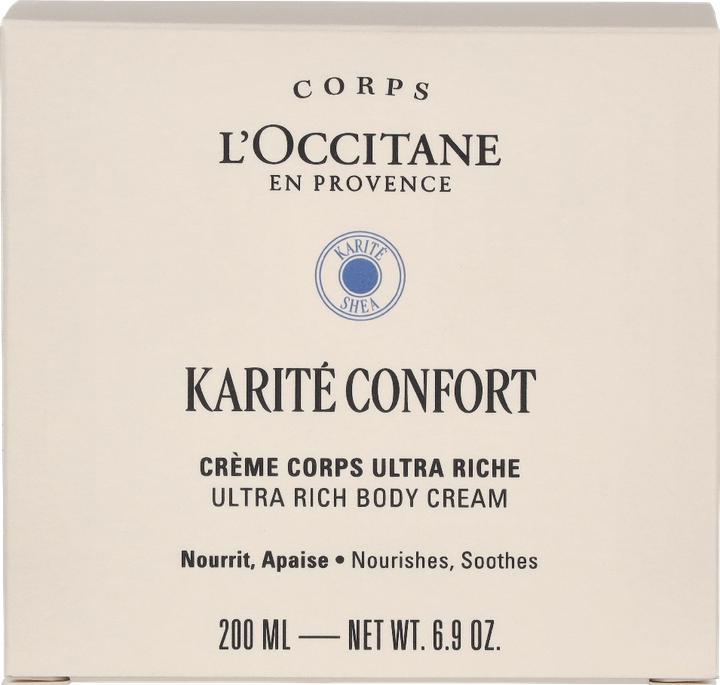 CORPS
L'OCCITANE
EN PROVENCE
KARITÉ
SHEA
KARITÉ CONFORT
CRÈME CORPS ULTRA RICHE
ULTRA RICH BODY CREAM
Nourrit, Apaise • Nourishes, Soothes
200 ML — NET WT. 6.9 OZ.